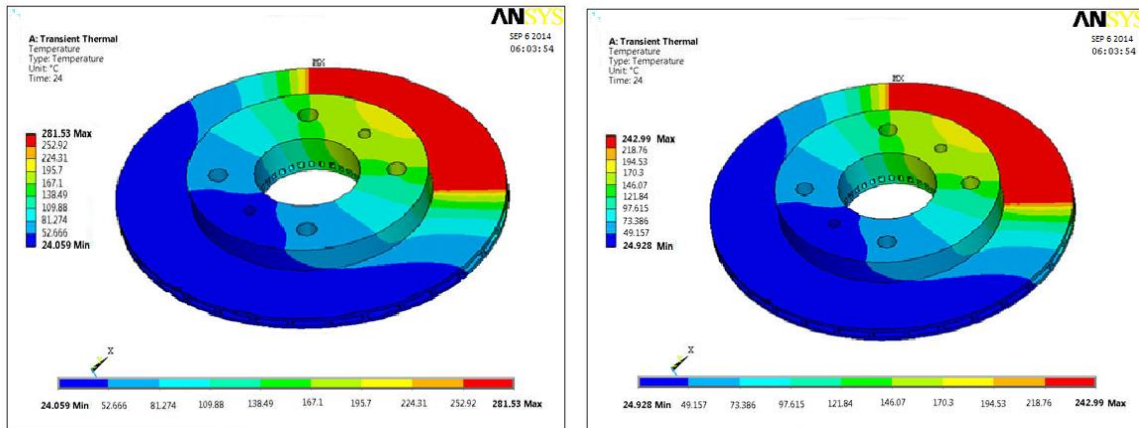 ANSYS
SEP 6 2014
06:03:54
A: Transient Thermal
Temperature
Type: Temperature
Unit: °C
Time: 24
MX
281.53 Max
252.92
224.31
195.7
167.1
138.49
109.88
81.274
52.666
24.059 Min
X
24.059 Min 52.666 81.274 109.88 138.49 167.1 195.7 224.31 252.92 281.53 Max
ANSYS
SEP 6 2014
06:03:54
A: Transient Thermal
Temperature
Type: Temperature
Unit: °C
Time: 24
MX
242.99 Max
218.76
194.53
170.3
146.07
121.84
97.615
73.386
49.157
24.928 Min
X
24.928 Min 49.157 73.386 97.615 121.84 146.07 170.3 194.53 218.76 242.99 Max